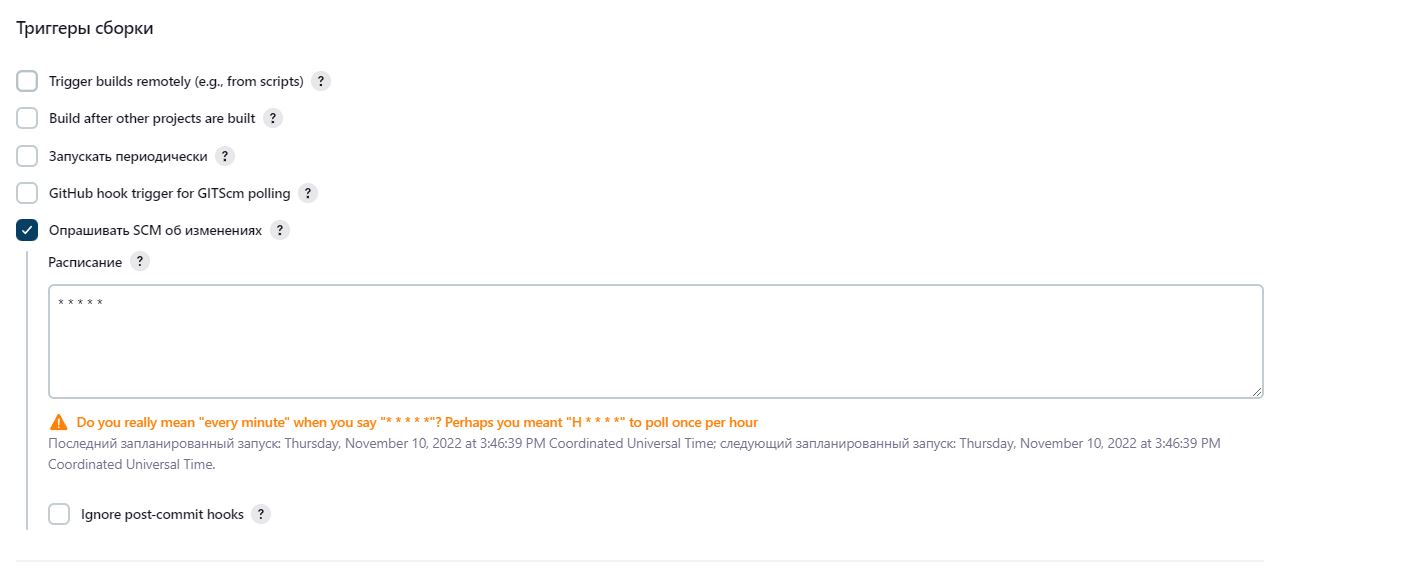 Триггеры сборки
Trigger builds remotely (e.g., from scripts) ?
Build after other projects are built ?
Запускать периодически ?
GitHub hook trigger for GITScm polling ?
Опрашивать SCM об изменениях ?
Расписание ?
* * * * *
Do you really mean "every minute" when you say "* * * * *"? Perhaps you meant "H * * * *" to poll once per hour
Последний запланированный запуск: Thursday, November 10, 2022 at 3:46:39 PM Coordinated Universal Time; следующий запланированный запуск: Thursday, November 10, 2022 at 3:46:39 PM
Coordinated Universal Time.
Ignore post-commit hooks ?